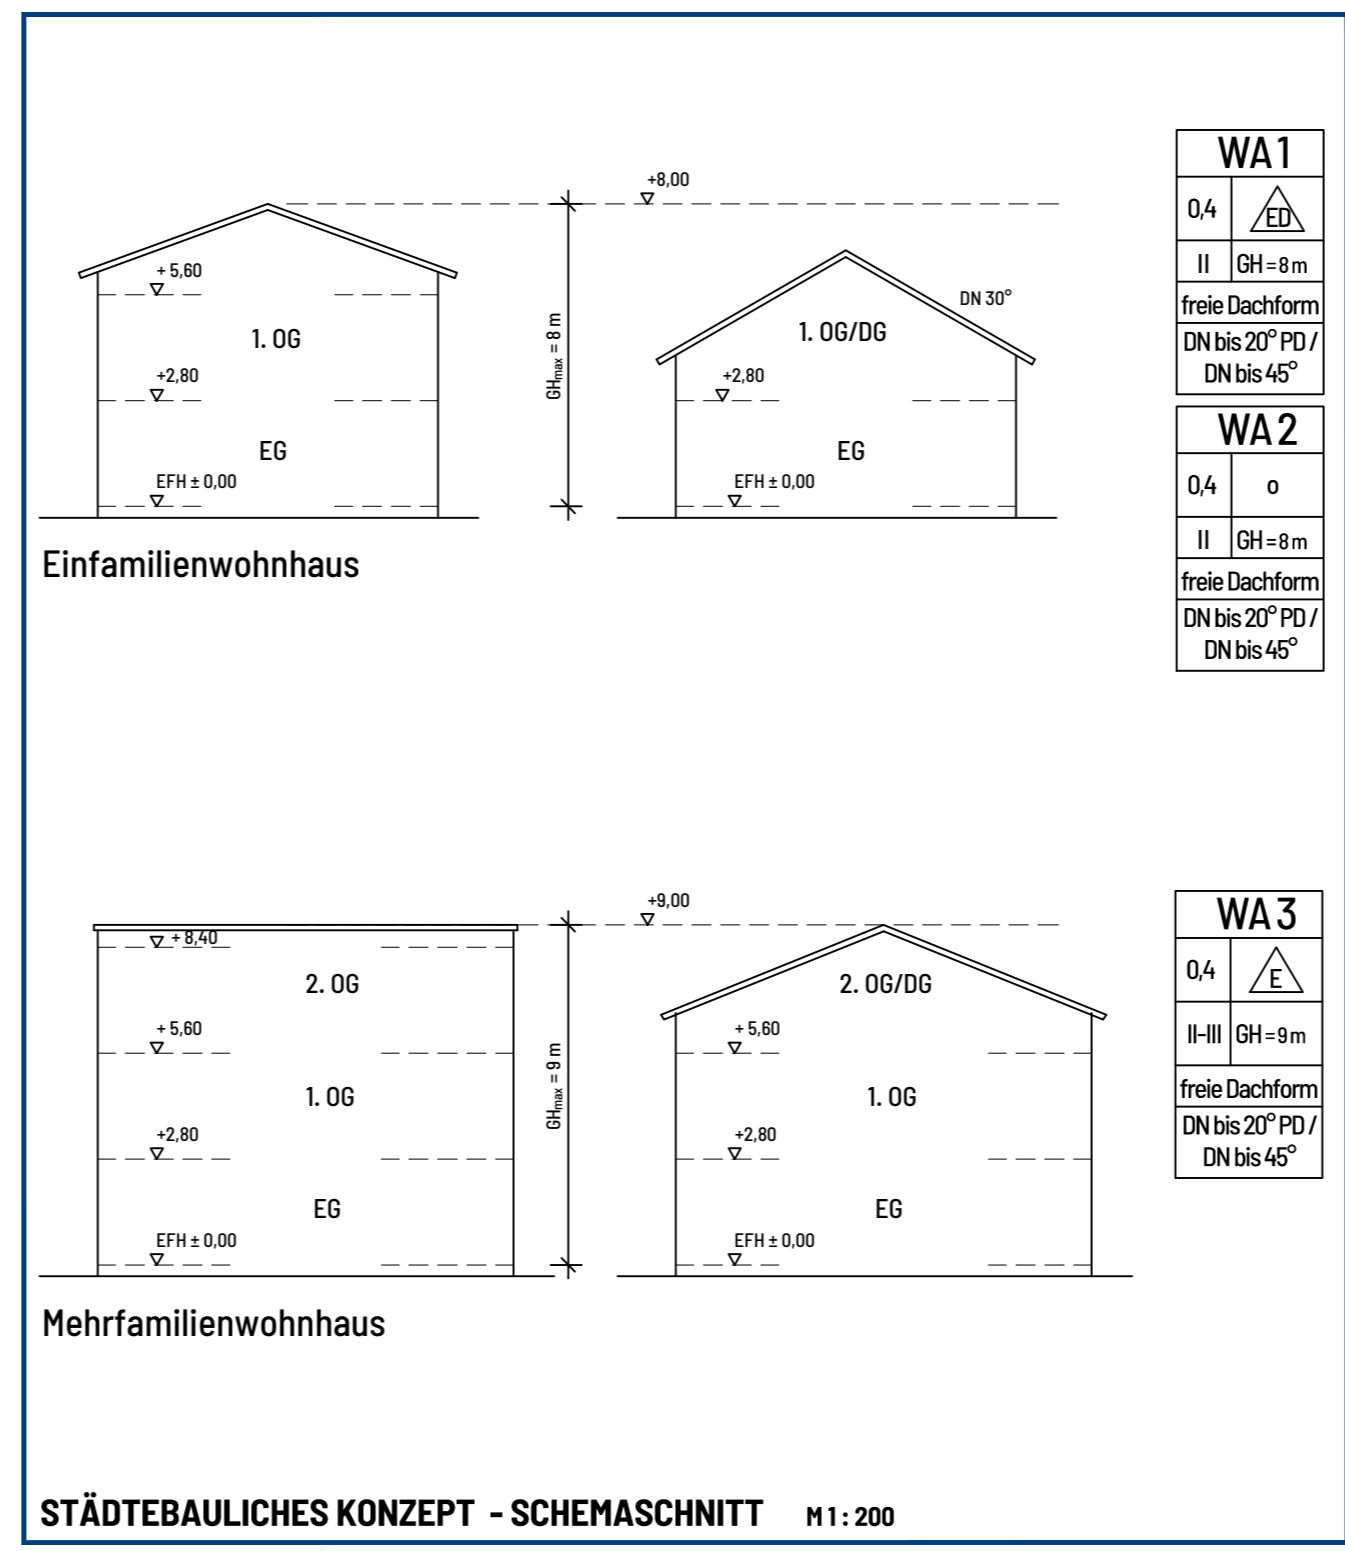 +8,00
+ 5,60
1. OG
+2,80
EG
EFH ± 0,00
GHmax = 8 m
DN 30°
1. OG/DG
+2,80
EG
EFH ± 0,00
Einfamilienwohnhaus
WA 1
0,4 ED
II GH = 8 m
freie Dachform
DN bis 20° PD /
DN bis 45°
WA 2
0,4 o
II GH = 8 m
freie Dachform
DN bis 20° PD /
DN bis 45°
+9,00
+ 8,40
2. OG
+ 5,60
1. OG
+2,80
EG
EFH ± 0,00
GHmax = 9 m
2. OG/DG
+ 5,60
1. OG
+2,80
EG
EFH ± 0,00
Mehrfamilienwohnhaus
WA 3
0,4 E
II-III GH = 9 m
freie Dachform
DN bis 20° PD /
DN bis 45°
STÄDTEBAULICHES KONZEPT - SCHEMASCHNITT M 1 : 200